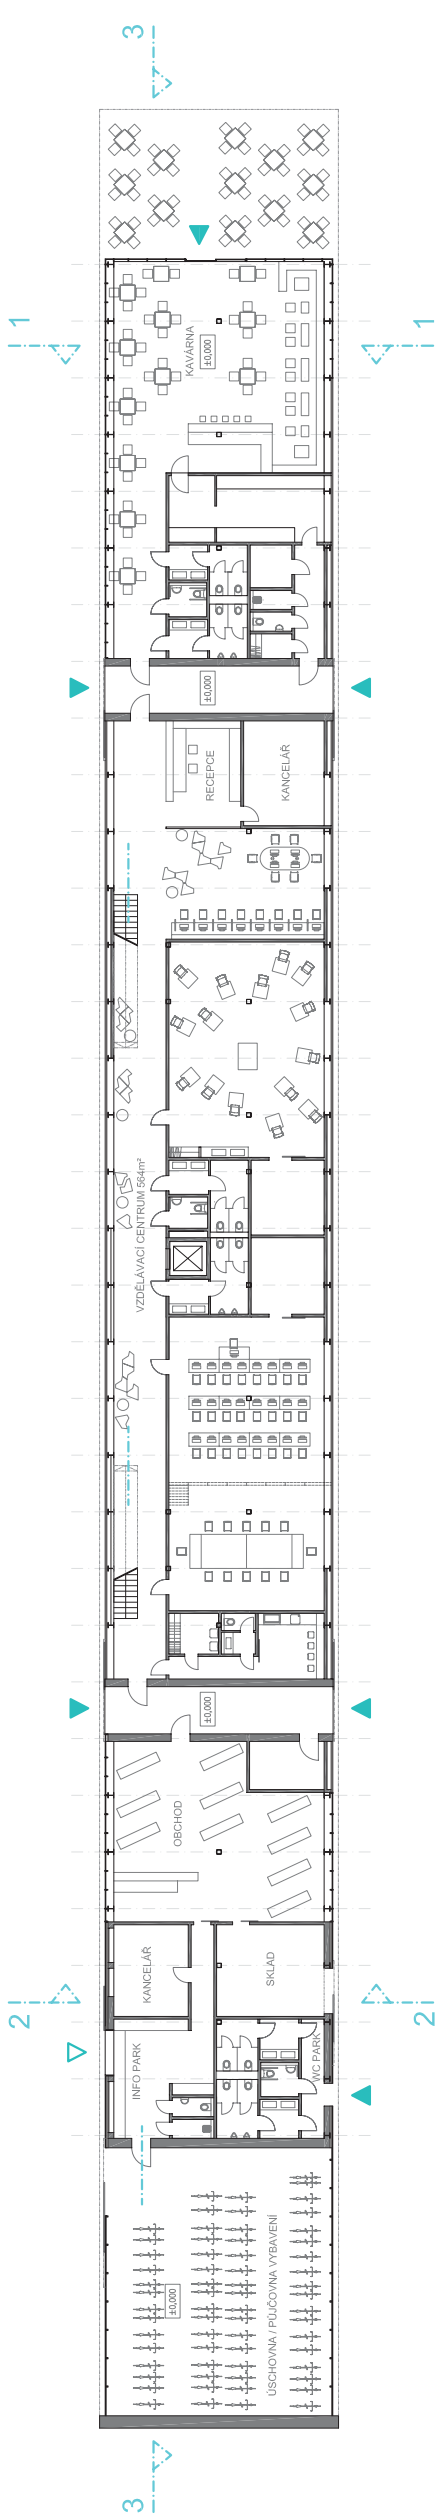 3
1
1
KAVÁRNA
±0,000
±0,000
RECEPCE
KANCELÁŘ
VZDĚLÁVACÍ CENTRUM 564m²
±0,000
OBCHOD
KANCELÁŘ
SKLAD
2
2
INFO PARK
WC PARK
±0,000
ÚSCHOVNA / PŮJČOVNA VYBAVENÍ
3